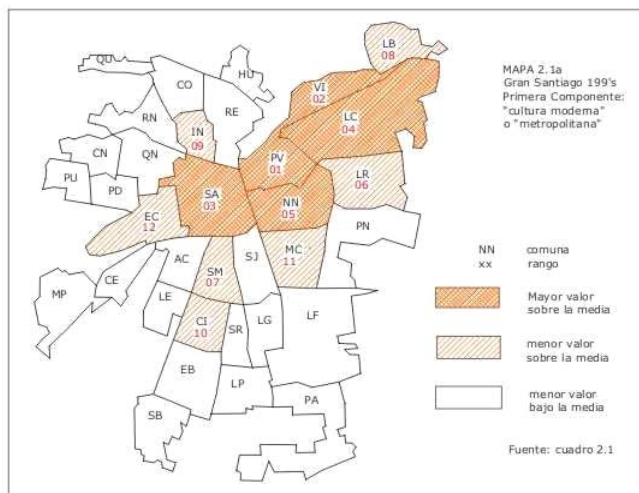 MAPA 2.1a
Gran Santiago 199's
Primera Componente:
"cultura moderna"
o "metropolitana"
LB
08
QU
CO
HU
VI
02
RN
IN
09
RE
LC
04
CN
QN
PV
01
PU
PD
SA
03
NN
05
LR
06
EC
12
PN
AC
SM
07
SJ
MC
11
MP
CE
LE
CI
10
SR
LG
LF
EB
LP
PA
SB
NN comuna
xx rango
Mayor valor
sobre la media
menor valor
sobre la media
menor valor
bajo la media
Fuente: cuadro 2.1